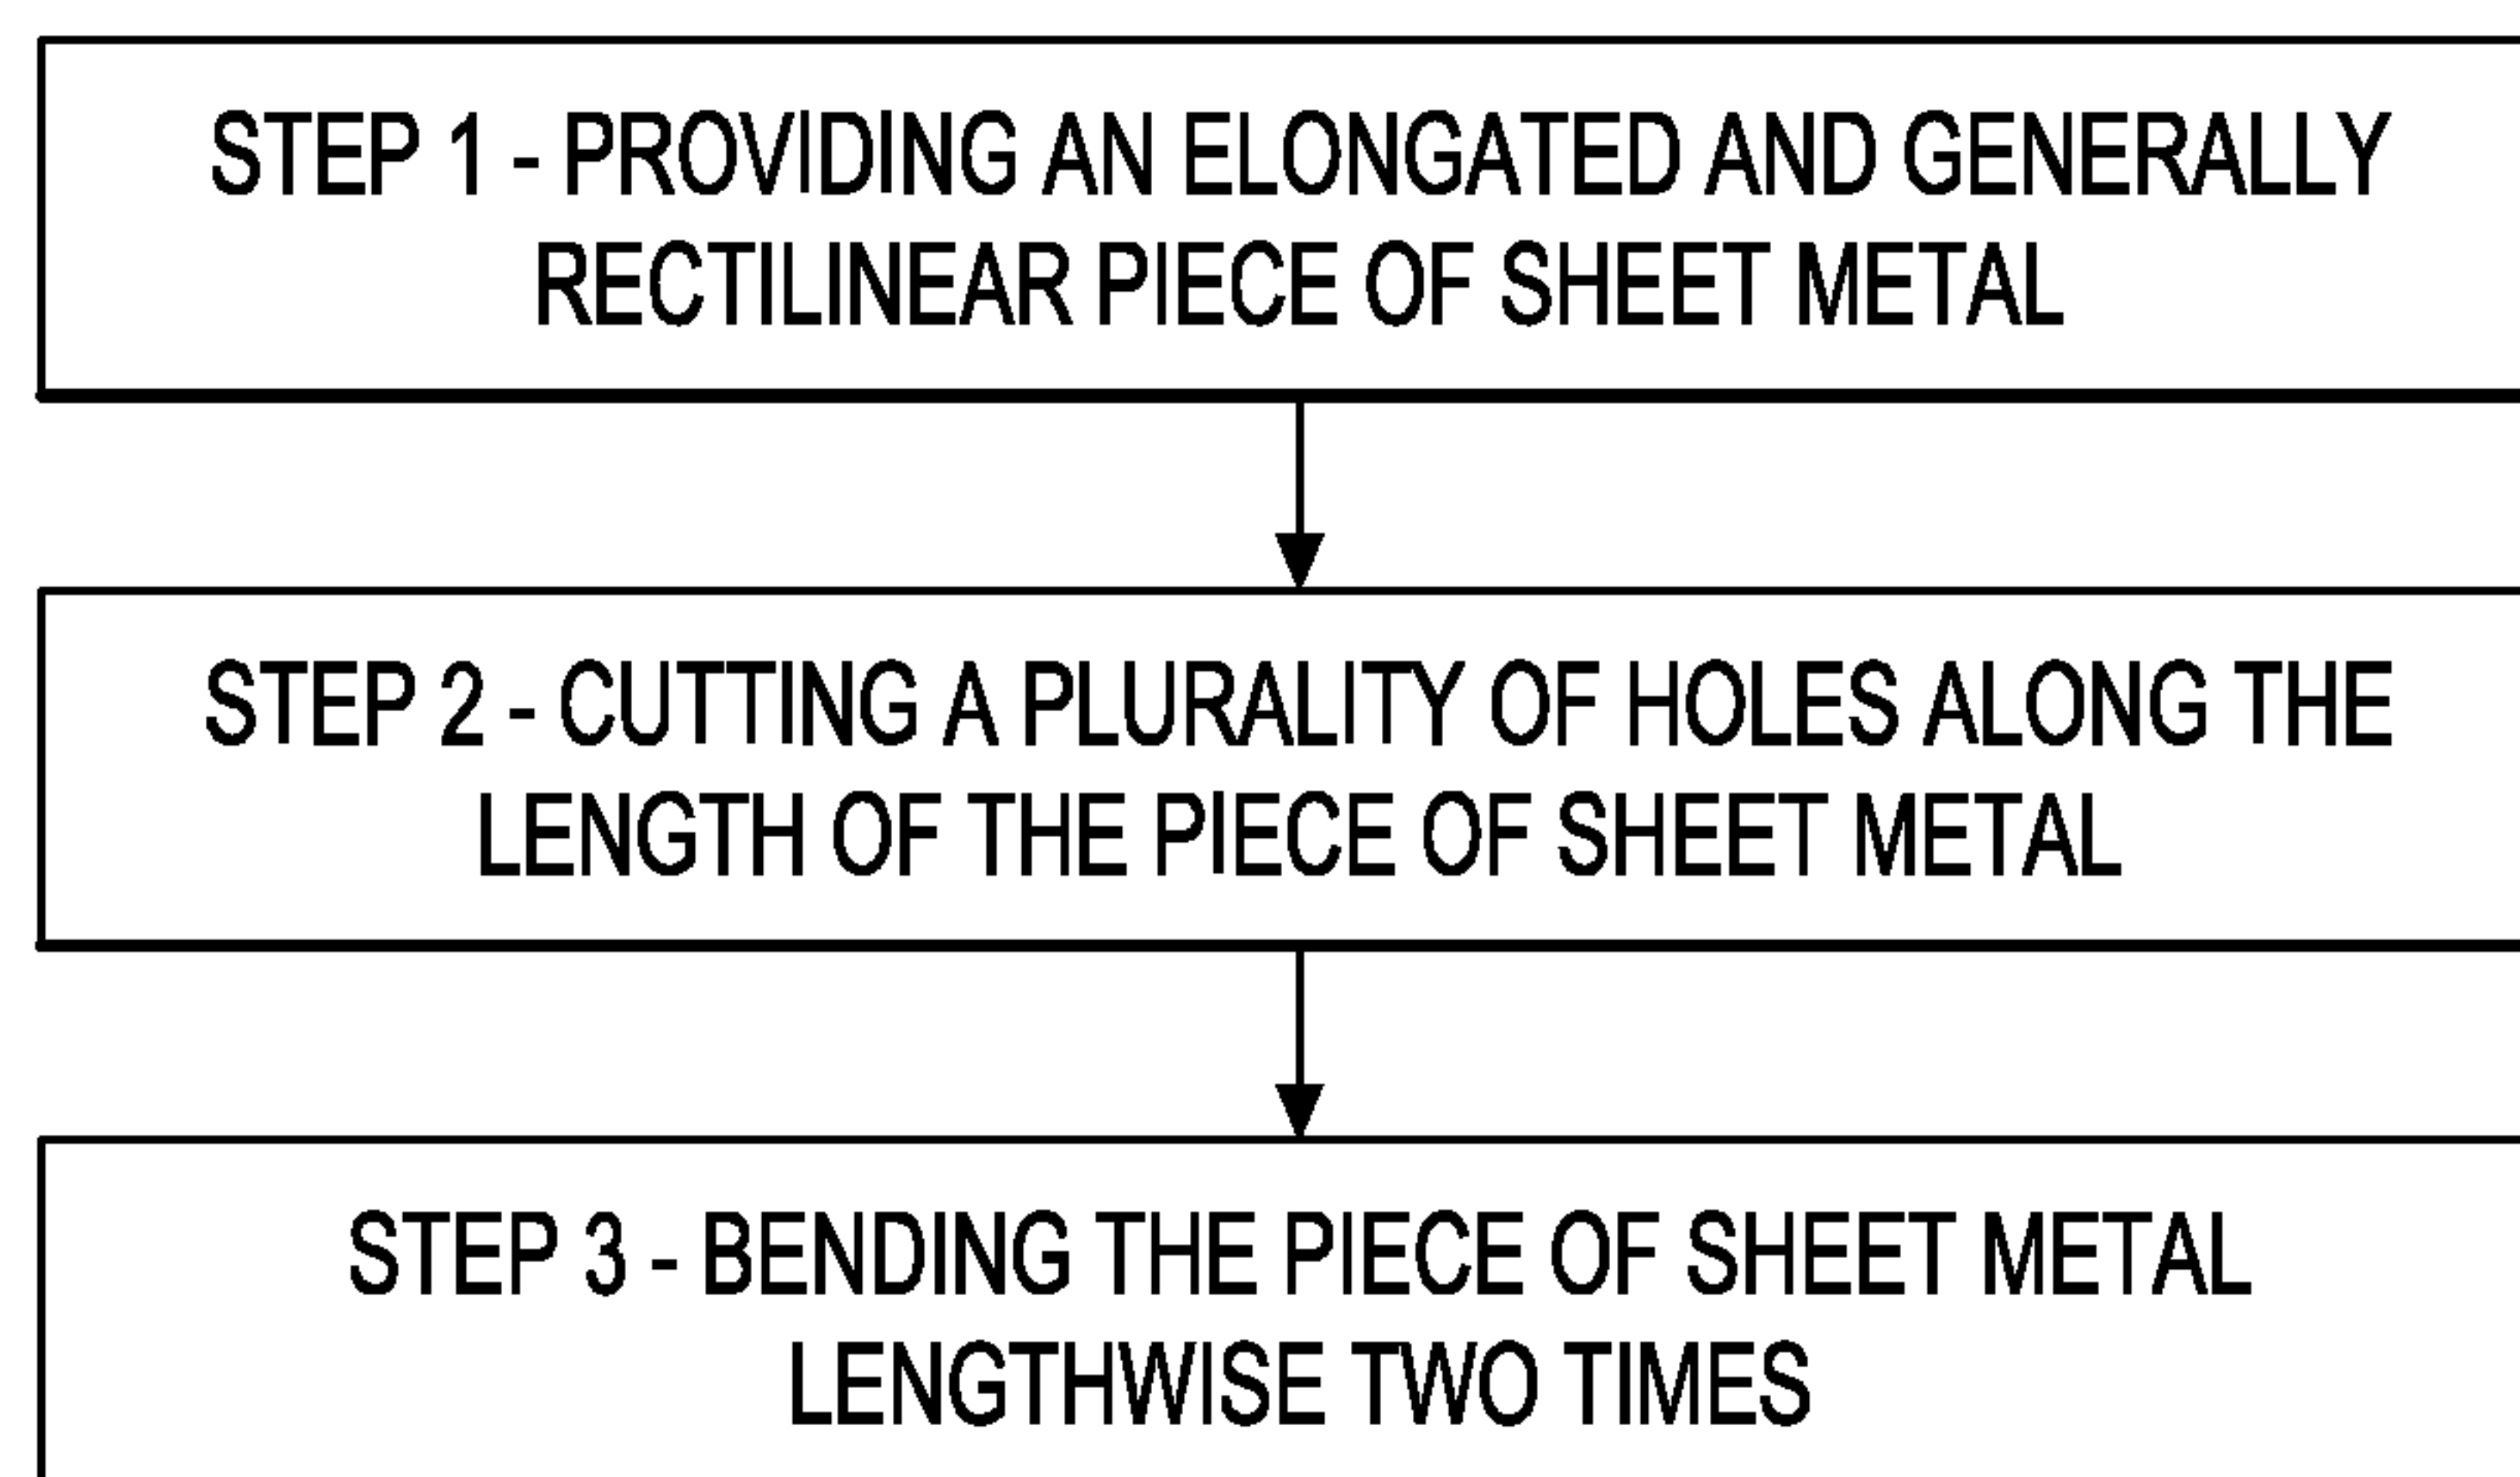 STEP 1 - PROVIDING AN ELONGATED AND GENERALLY
RECTILINEAR PIECE OF SHEET METAL
STEP 2 - CUTTING A PLURALITY OF HOLES ALONG THE
LENGTH OF THE PIECE OF SHEET METAL
STEP 3 - BENDING THE PIECE OF SHEET METAL
LENGTHWISE TWO TIMES